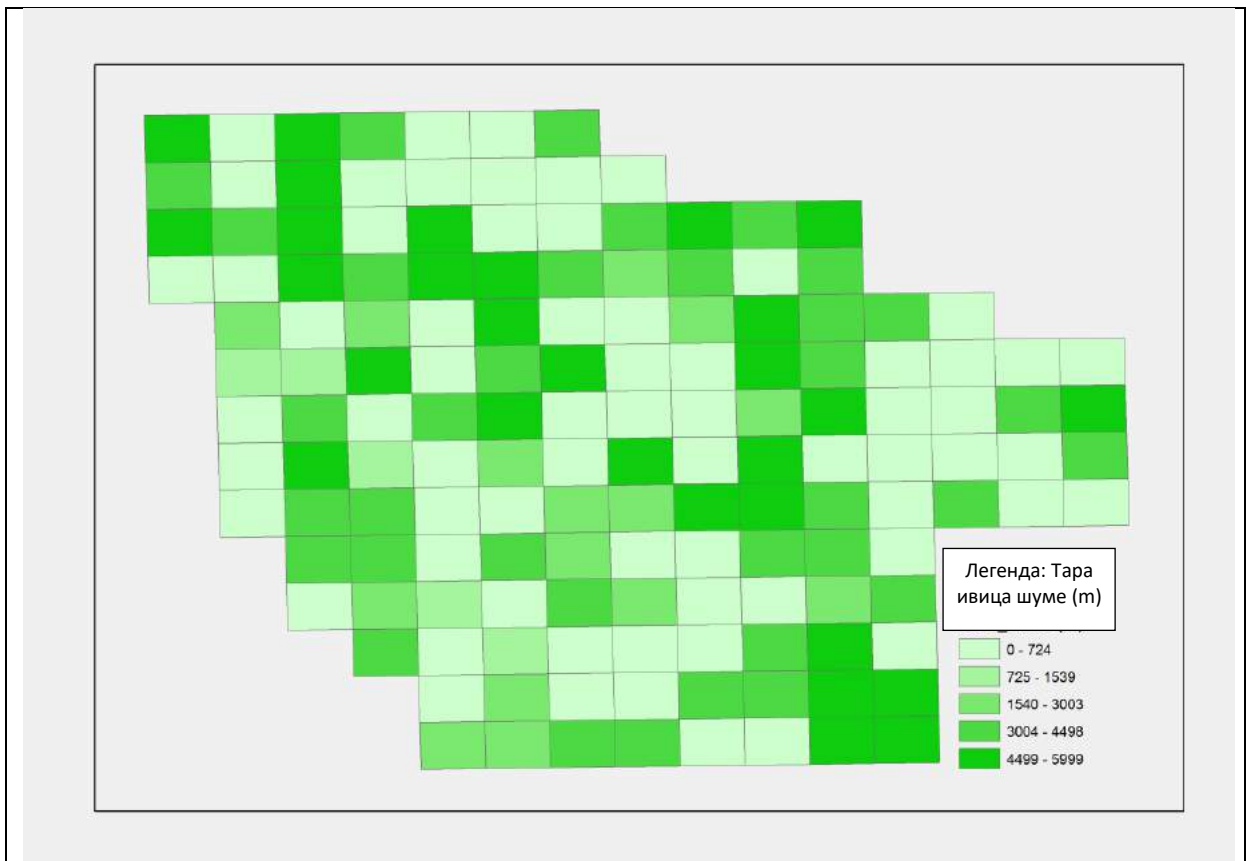 Легенда: Тара
ивица шуме (m)
0 - 724
725 - 1539
1540 - 3003
3004 - 4498
4499 - 5999